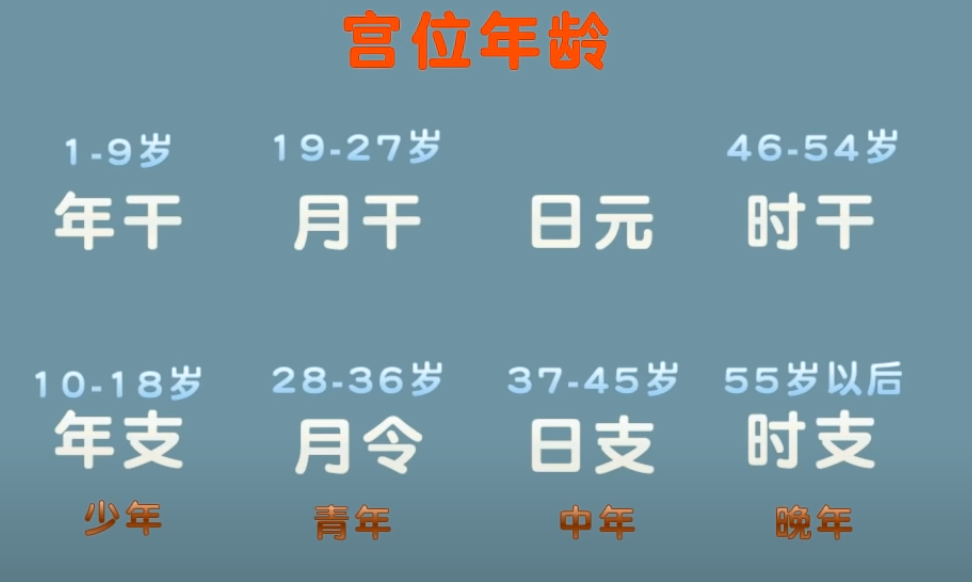 宫位年龄
1-9岁 19-27岁 46-54岁
年干 月干 日元 时干
10-18岁 28-36岁 37-45岁 55岁以后
年支 月令 日支 时支
少年 青年 中年 晚年